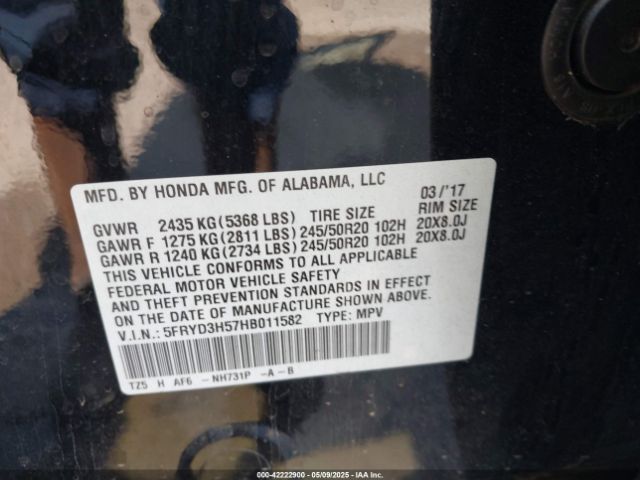 MFD. BY HONDA MFG. OF ALABAMA, LLC 03/'17
GVWR 2435 KG (5368 LBS) TIRE SIZE RIM SIZE
GAWR F 1275 KG (2811 LBS) 245/50R20 102H 20X8.0J
GAWR R 1240 KG (2734 LBS) 245/50R20 102H 20X8.0J
THIS VEHICLE CONFORMS TO ALL APPLICABLE
FEDERAL MOTOR VEHICLE SAFETY
AND THEFT PREVENTION STANDARDS IN EFFECT
ON THE DATE OF MANUFACTURE SHOWN ABOVE.
V.I.N.: 5FRYD3H57HB011582 TYPE: MPV
TZ5 H AF6 -NH731P -A-B
000-42222900 - 05/09/2025 - IAA Inc.